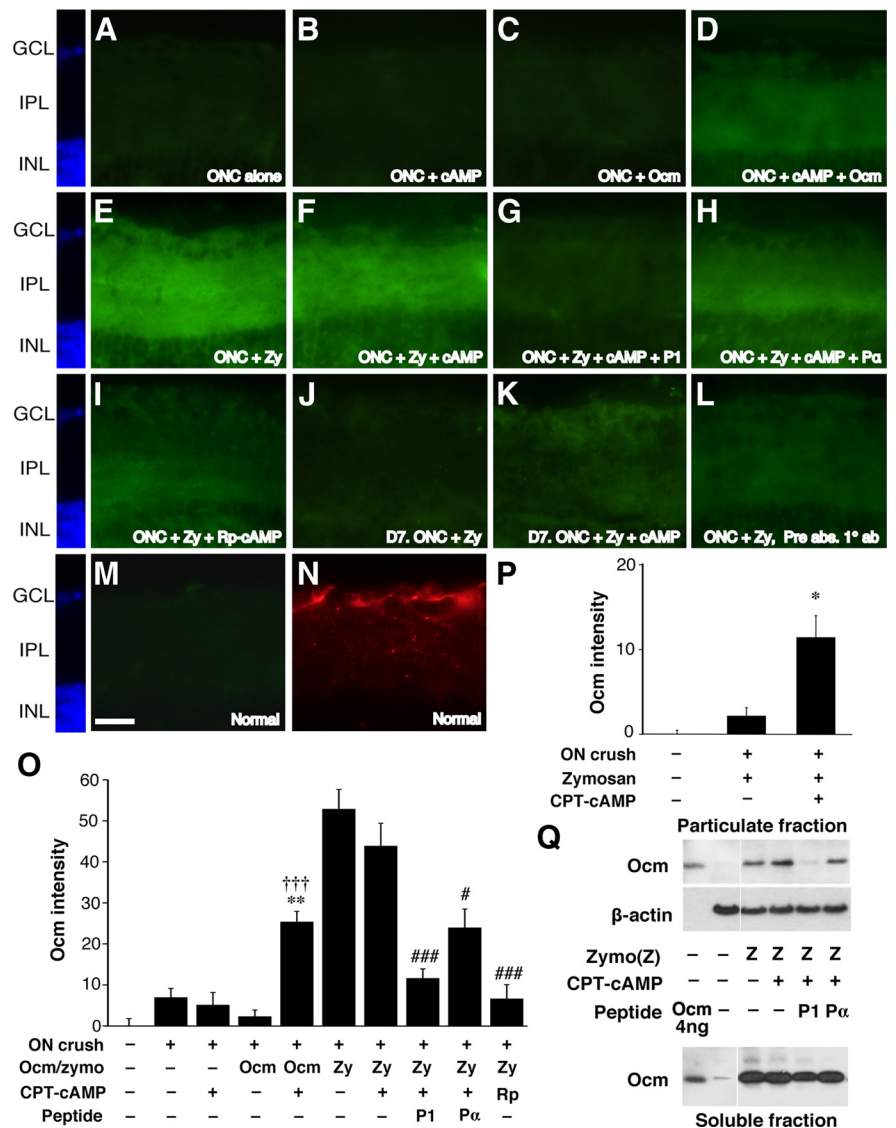 A B C D
GCL
IPL
INL
ONC alone ONC + cAMP ONC + Ocm ONC + cAMP + Ocm
E F G H
GCL
IPL
INL
ONC + Zy ONC + Zy + cAMP ONC + Zy + cAMP + P1 ONC + Zy + cAMP + Pα
I J K L
GCL
IPL
INL
ONC + Zy + Rp-cAMP D7. ONC + Zy D7. ONC + Zy + cAMP ONC + Zy, Pre abs. 1° ab
M N
GCL
IPL
INL
Normal Normal
P
20
10
0
Ocm intensity
*
ON crush – + +
Zymosan – + +
CPT-cAMP – – +
O
60
50
40
30
20
10
0
Ocm intensity
†††
**
###
#
###
ON crush – + + + + + + + + +
Ocm/zymo – – – Ocm Ocm Zy Zy Zy Zy Zy
CPT-cAMP – – + – + – + + + Rp
Peptide – – – – – – – P1 Pα –
Q
Particulate fraction
Ocm
β-actin
Zymo(Z) – – Z Z Z Z
CPT-cAMP – – – + + +
Peptide Ocm 4ng – – – P1 Pα
Ocm
Soluble fraction